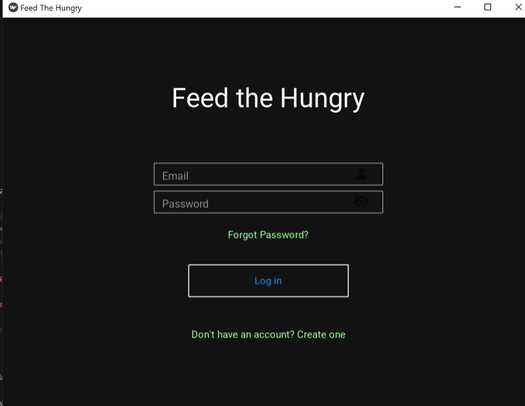 Feed The Hungry
Feed the Hungry
Email
Password
Forgot Password?
Log in
Don't have an account? Create one